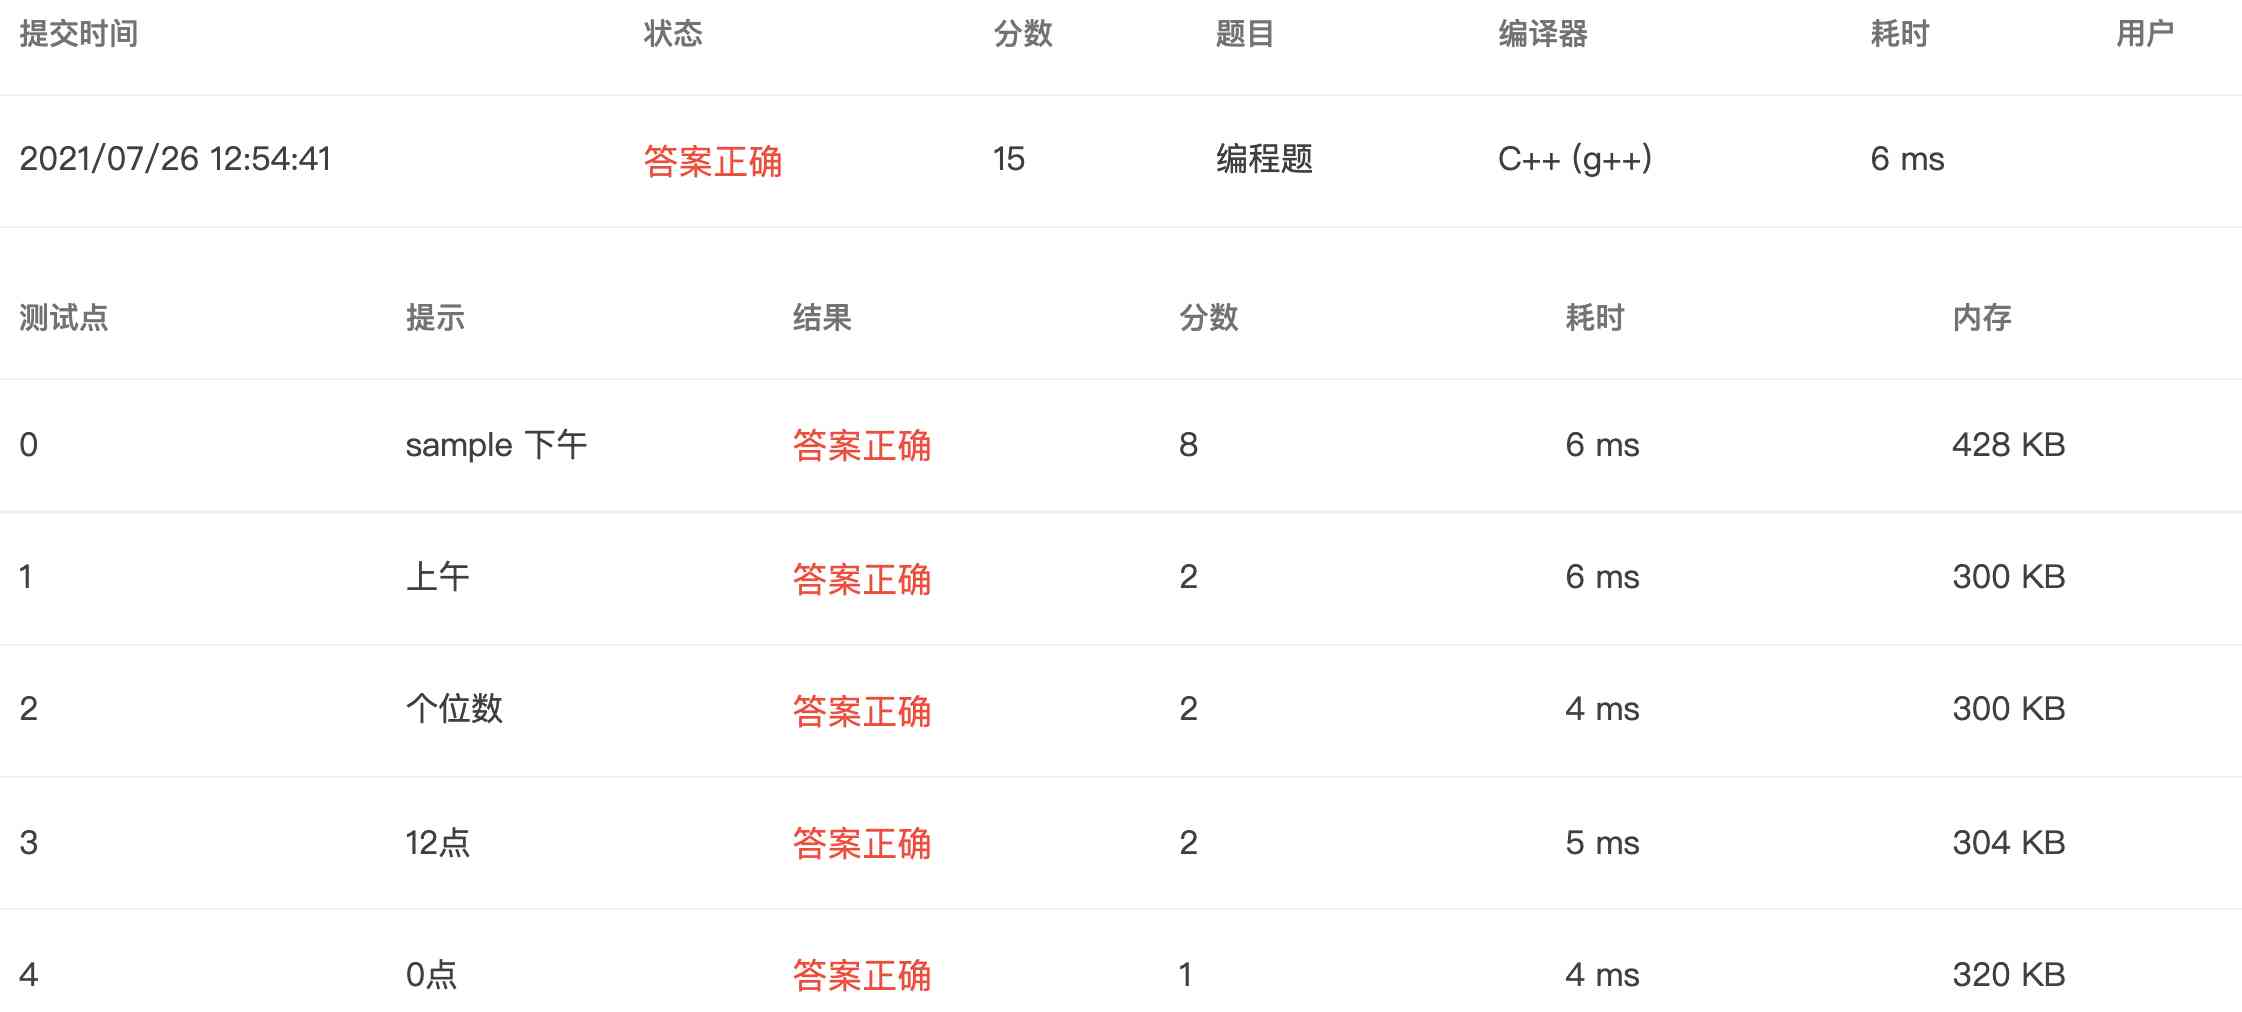 提交时间 状态 分数 题目 编译器 耗时 用户
2021/07/26 12:54:41 答案正确 15 编程题 C++ (g++) 6 ms
测试点 提示 结果 分数 耗时 内存
0 sample 下午 答案正确 8 6 ms 428 KB
1 上午 答案正确 2 6 ms 300 KB
2 个位数 答案正确 2 4 ms 300 KB
3 12点 答案正确 2 5 ms 304 KB
4 0点 答案正确 1 4 ms 320 KB